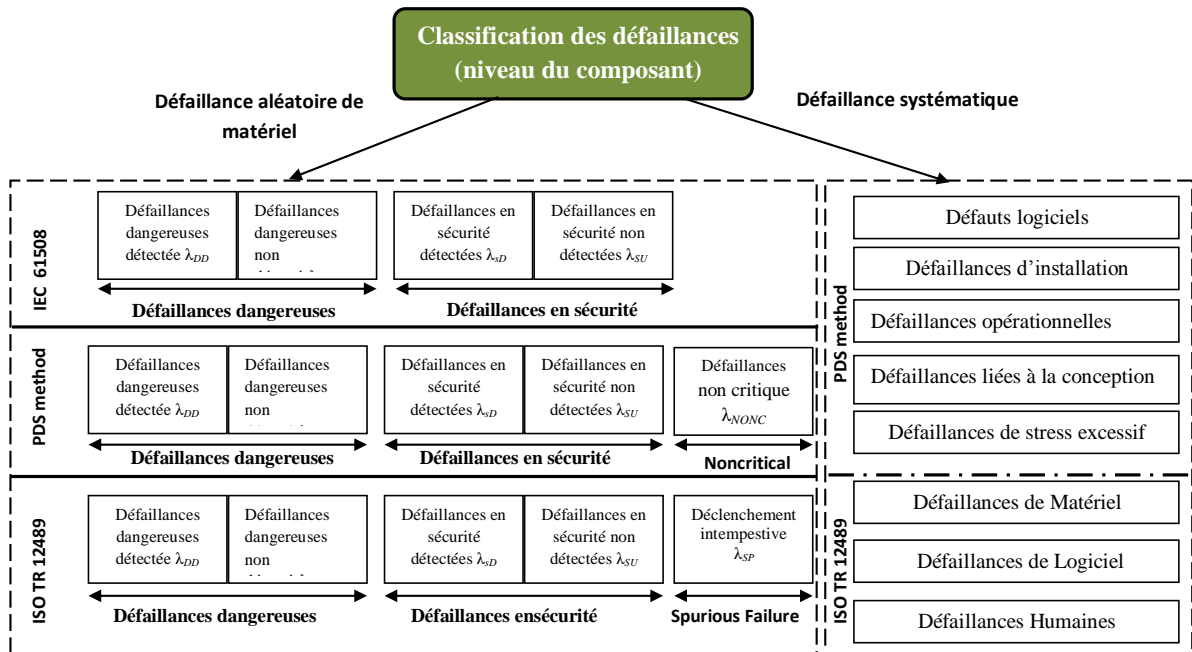 Classification des défaillances
(niveau du composant)
Défaillance aléatoire de
matériel
Défaillance systématique
IEC 61508
Défaillances
dangereuses
détectée λDD
Défaillances
dangereuses
non
Défaillances en
sécurité
détectées λsD
Défaillances en
sécurité non
détectées λSU
Défaillances dangereuses
Défaillances en sécurité
PDS method
Défaillances
dangereuses
détectée λDD
Défaillances
dangereuses
non
Défaillances en
sécurité
détectées λsD
Défaillances en
sécurité non
détectées λSU
Défaillances
non critique
λNONC
Défaillances dangereuses
Défaillances en sécurité
Noncritical
ISO TR 12489
Défaillances
dangereuses
détectée λDD
Défaillances
dangereuses
non
Défaillances en
sécurité
détectées λsD
Défaillances en
sécurité non
détectées λSU
Déclenchement
intempestive
λSP
Défaillances dangereuses
Défaillances ensécurité
Spurious Failure
PDS method
Défauts logiciels
Défaillances d’installation
Défaillances opérationnelles
Défaillances liées à la conception
Défaillances de stress excessif
ISO TR 12489
Défaillances de Matériel
Défaillances de Logiciel
Défaillances Humaines